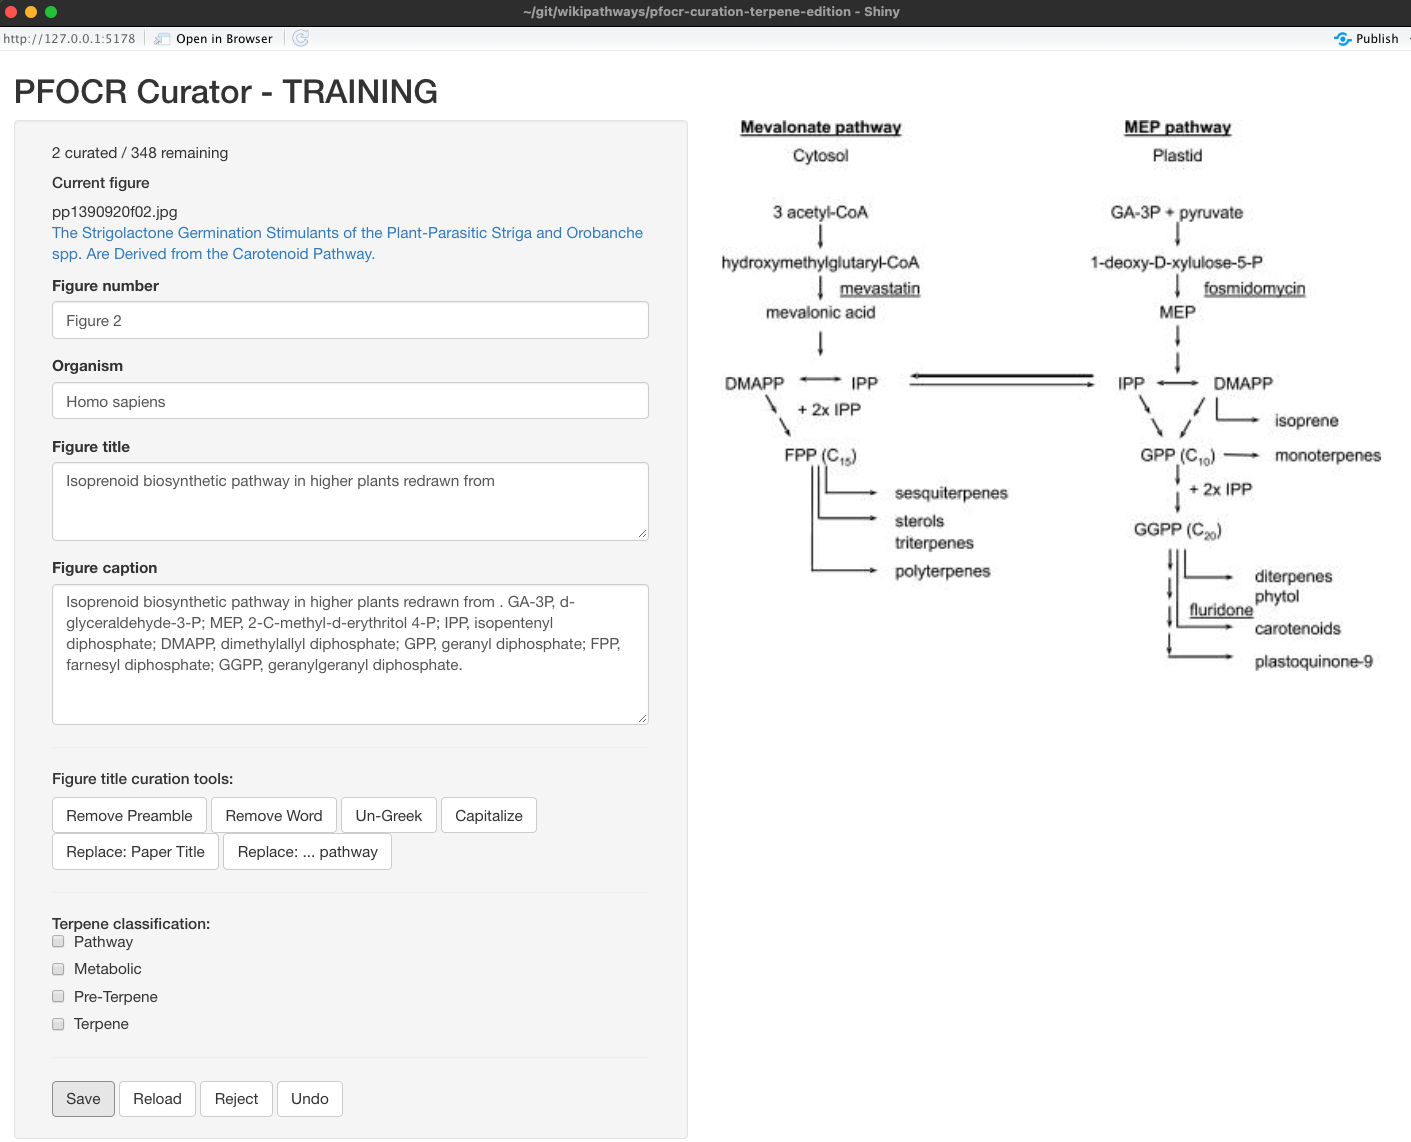 ~/git/wikipathways/pfocr-curation-terpene-edition - Shiny
http://127.0.0.1:5178
Open in Browser
Publish
PFOCR Curator - TRAINING
2 curated / 348 remaining
Current figure
pp1390920f02.jpg
The Strigolactone Germination Stimulants of the Plant-Parasitic Striga and Orobanche
spp. Are Derived from the Carotenoid Pathway.
Figure number
Figure 2
Organism
Homo sapiens
Figure title
Isoprenoid biosynthetic pathway in higher plants redrawn from
Figure caption
Isoprenoid biosynthetic pathway in higher plants redrawn from . GA-3P, d-
glyceraldehyde-3-P; MEP, 2-C-methyl-d-erythritol 4-P; IPP, isopentenyl
diphosphate; DMAPP, dimethylallyl diphosphate; GPP, geranyl diphosphate; FPP,
farnesyl diphosphate; GGPP, geranylgeranyl diphosphate.
Figure title curation tools:
Remove Preamble Remove Word Un-Greek Capitalize
Replace: Paper Title Replace: ... pathway
Terpene classification:
Pathway
Metabolic
Pre-Terpene
Terpene
Save Reload Reject Undo
Mevalonate pathway
Cytosol
3 acetyl-CoA
hydroxymethylglutaryl-CoA
mevastatin
mevalonic acid
DMAPP IPP
+ 2x IPP
FPP (C15)
sesquiterpenes
sterols
triterpenes
polyterpenes
MEP pathway
Plastid
GA-3P + pyruvate
1-deoxy-D-xylulose-5-P
fosmidomycin
MEP
IPP DMAPP
isoprene
GPP (C10) monoterpenes
+ 2x IPP
GGPP (C20)
diterpenes
phytol
fluridone
carotenoids
plastoquinone-9